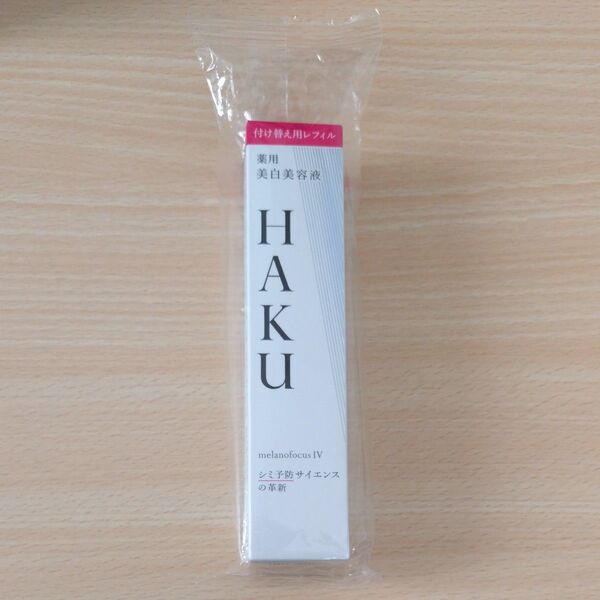 付け替え用レフィル
薬用
美白美容液
HAKU
melanofocus IV
シミ予防サイエンス
の革新